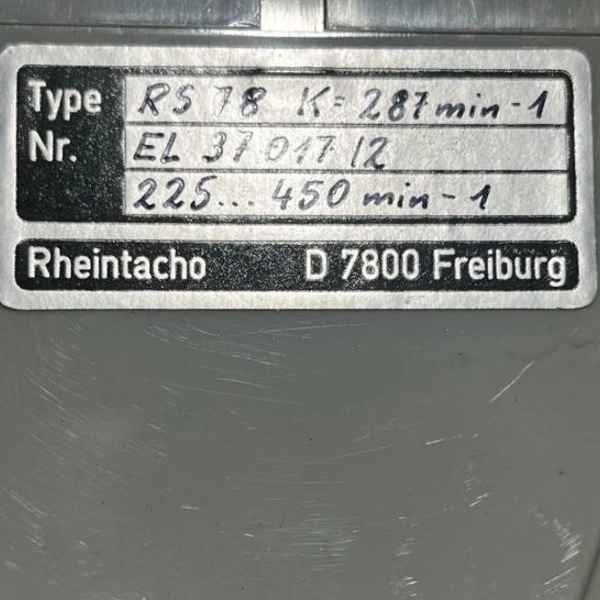 Type RS 78 K= 287 min-1
Nr. EL 37 017 12
225... 450 min-1
Rheintacho D 7800 Freiburg